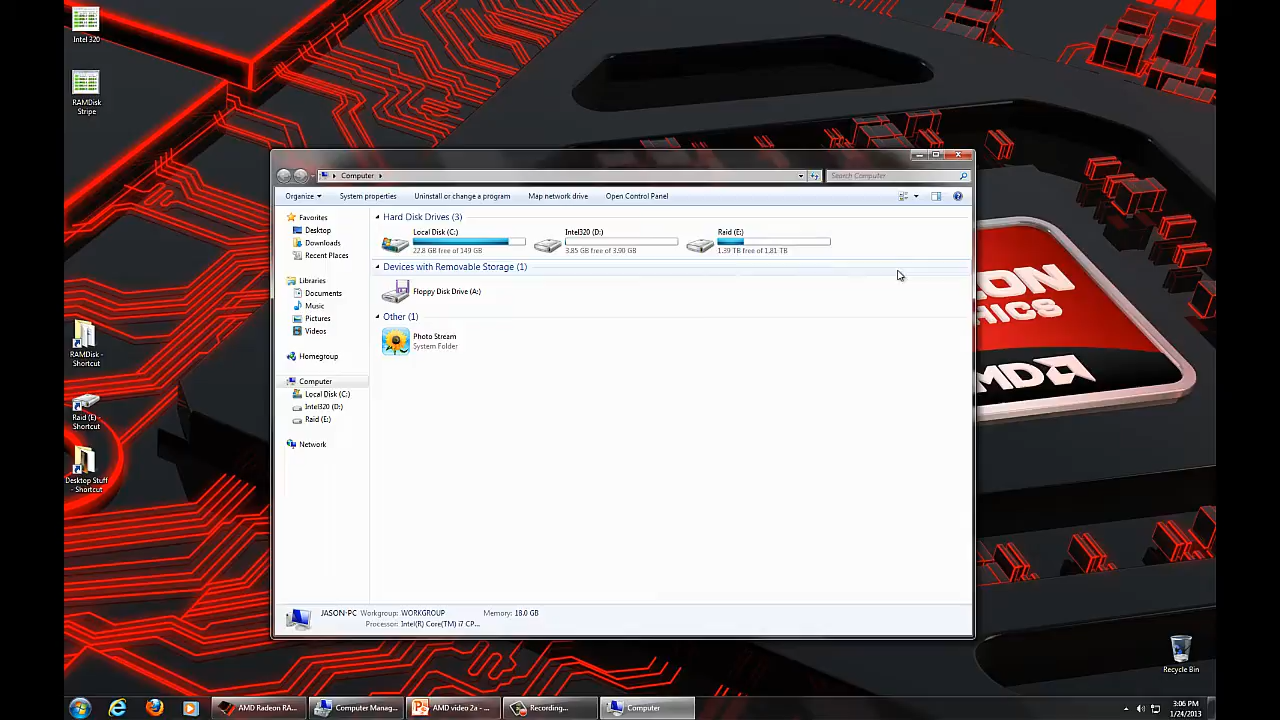 Intel 320
RAMDisk
Stripe
RAMDisk -
Shortcut
Raid (E) -
Shortcut
Desktop Stuff
- Shortcut
Computer
Search Computer
Organize
System properties
Uninstall or change a program
Map network drive
Open Control Panel
Favorites
Desktop
Downloads
Recent Places
Libraries
Documents
Music
Pictures
Videos
Homegroup
Computer
Local Disk (C:)
Intel320 (D:)
Raid (E:)
Network
Hard Disk Drives (3)
Local Disk (C:)
22.8 GB free of 149 GB
Intel320 (D:)
3.85 GB free of 3.90 GB
Raid (E:)
1.39 TB free of 1.81 TB
Devices with Removable Storage (1)
Floppy Disk Drive (A:)
Other (1)
Photo Stream
System Folder
JASON-PC Workgroup: WORKGROUP Memory: 18.0 GB
Processor: Intel(R) Core(TM) i7 CP...
Recycle Bin
AMD Radeon RA...
Computer Manag...
AMD video 2a - ...
Recording...
Computer
3:06 PM
1/24/2013